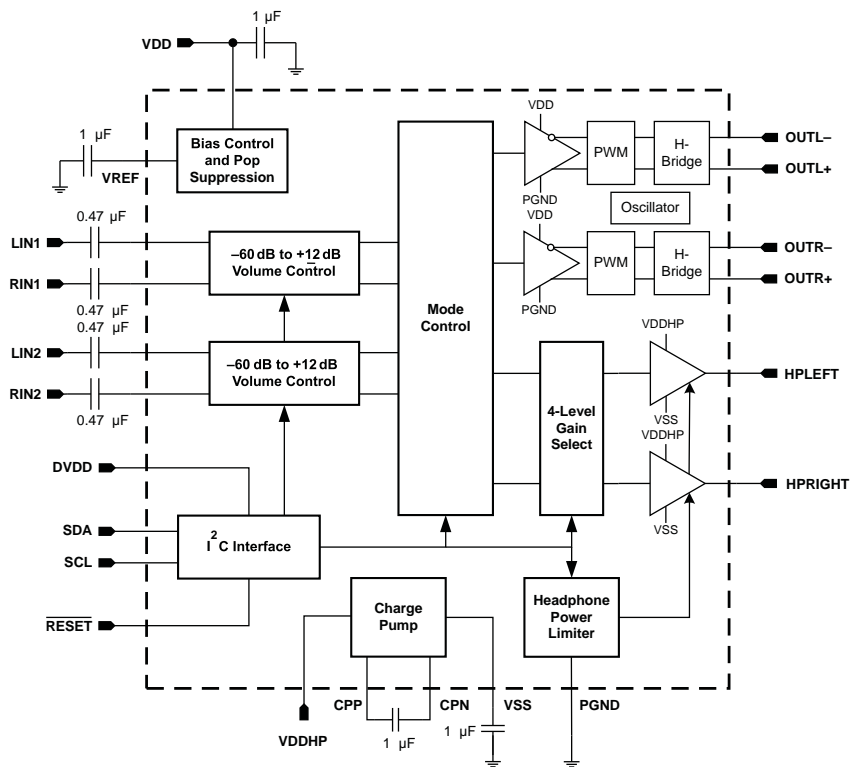 1 µF
VDD
1 µF
VREF
Bias Control
and Pop
Suppression
VDD
PGND
PWM
H-
Bridge
OUTL–
OUTL+
Oscillator
0.47 µF
LIN1
RIN1
0.47 µF
–60 dB to +12 dB
Volume Control
VDD
PGND
PWM
H-
Bridge
OUTR–
OUTR+
Mode
Control
0.47 µF
LIN2
RIN2
0.47 µF
–60 dB to +12 dB
Volume Control
4-Level
Gain
Select
VDDHP
VSS
HPLEFT
VDDHP
VSS
HPRIGHT
DVDD
SDA
SCL
RESET
I2C Interface
Charge
Pump
Headphone
Power
Limiter
CPP
CPN
VSS
PGND
VDDHP
1 µF
1 µF